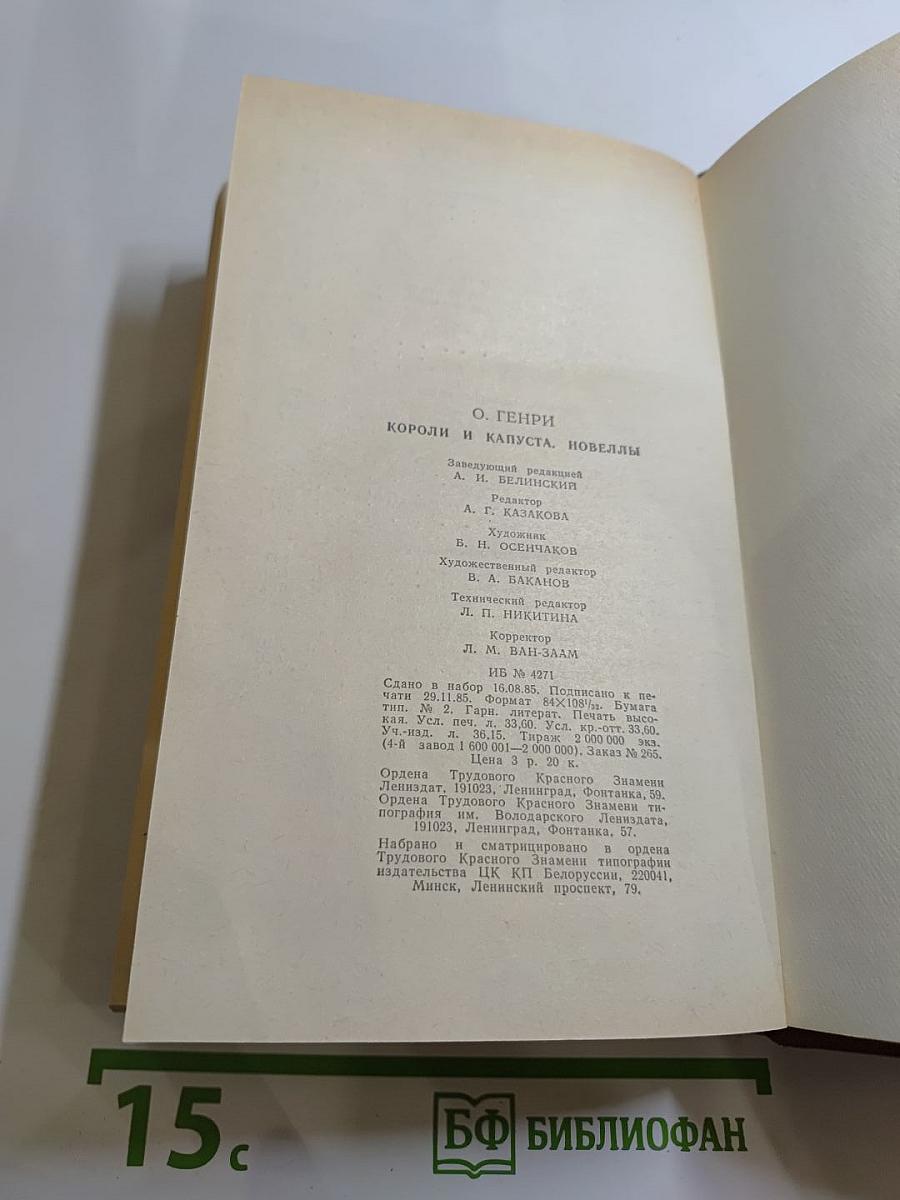 О. ГЕНРИ
КОРОЛИ И КАПУСТА. НОВЕЛЛЫ
Заведующий редакцией
А. И. БЕЛИНСКИЙ
Редактор
А. Г. КАЗАКОВА
Художник
Б. Н. ОСЕНЧАКОВ
Художественный редактор
В. А. БАКАНОВ
Технический редактор
Л. П. НИКИТИНА
Корректор
Л. М. ВАН-ЗААМ
ИБ № 4271
Сдано в набор 16.08.85. Подписано к пе-
чати 29.11.85. Формат 84×108¹/₃₂. Бумага
тип. № 2. Гарн. литерат. Печать высо-
кая. Усл. печ. л. 33,60. Усл. кр.-отт. 33,60.
Уч.-изд. л. 36,15. Тираж 2 000 000 экз.
(4-й завод 1 600 001—2 000 000). Заказ № 265.
Цена 3 р. 20 к.
Ордена Трудового Красного Знамени
Лениздат, 191023, Ленинград, Фонтанка, 59.
Ордена Трудового Красного Знамени ти-
пография им. Володарского Лениздата,
191023, Ленинград, Фонтанка, 57.
Набрано и сматрицировано в ордена
Трудового Красного Знамени типографии
издательства ЦК КП Белоруссии, 220041,
Минск, Ленинский проспект, 79.
15 с
БФ БИБЛИОФАН